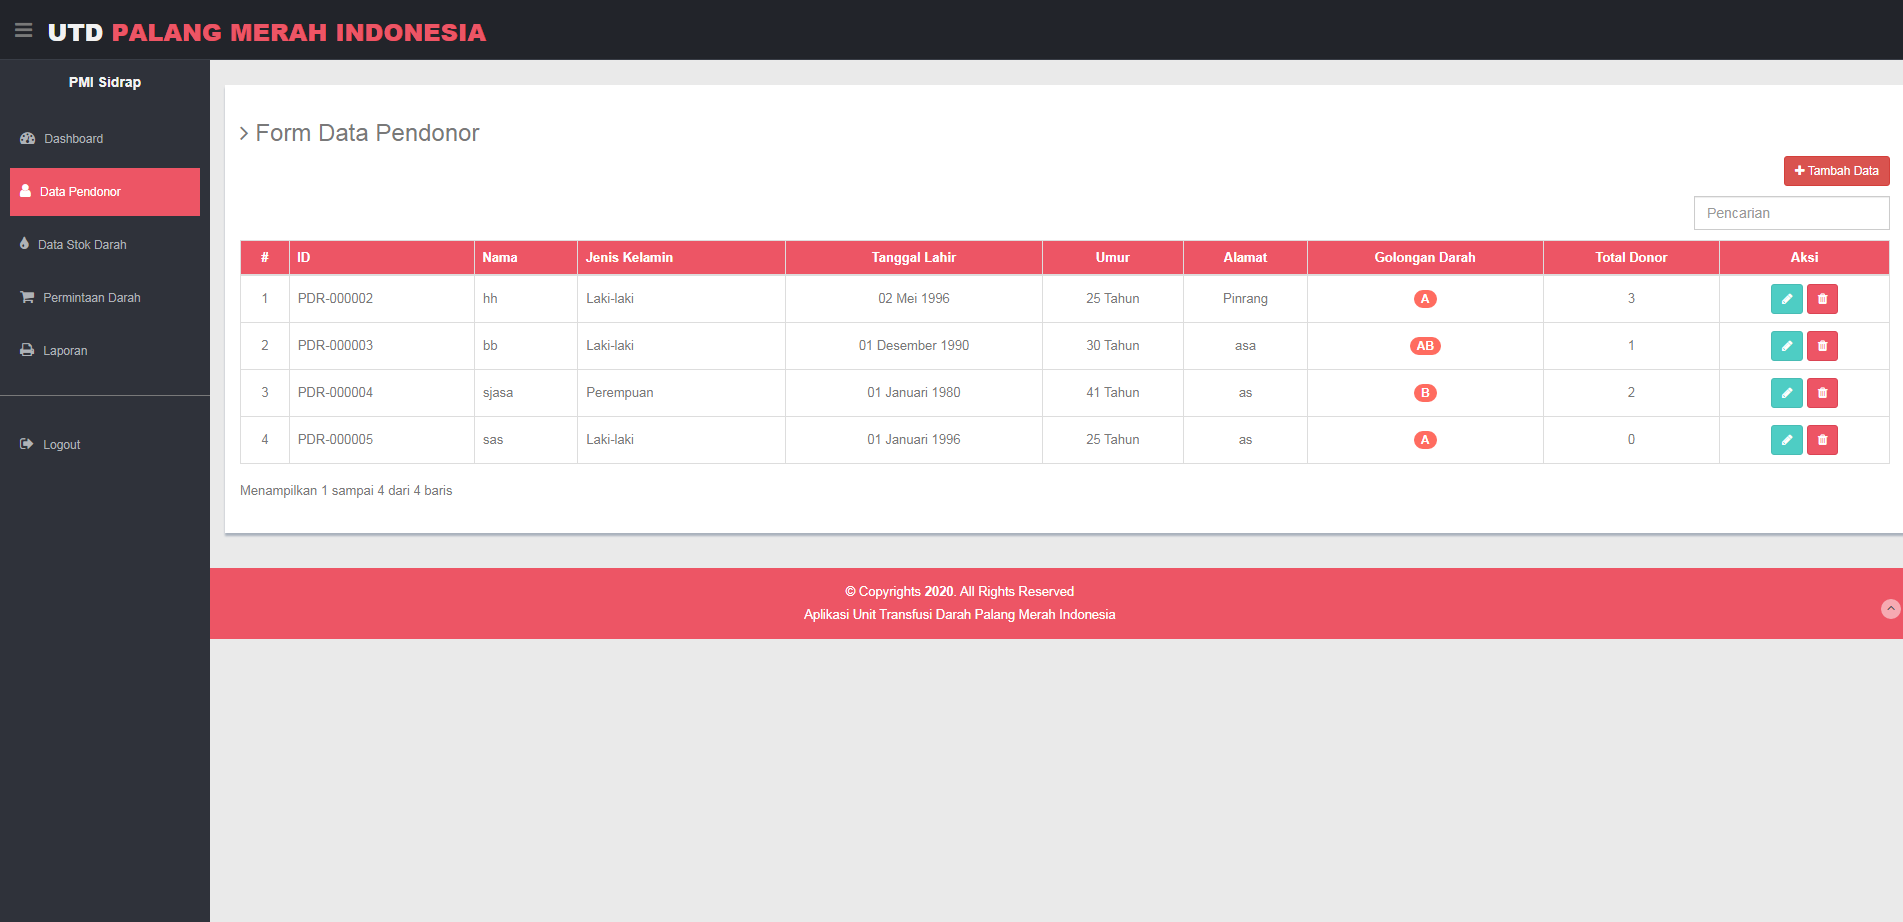 UTD PALANG MERAH INDONESIA
PMI Sidrap
Dashboard
Data Pendonor
Data Stok Darah
Permintaan Darah
Laporan
Logout
Form Data Pendonor
Tambah Data
Pencarian
# ID Nama Jenis Kelamin Tanggal Lahir Umur Alamat Golongan Darah Total Donor Aksi
1 PDR-000002 hh Laki-laki 02 Mei 1996 25 Tahun Pinrang A 3
2 PDR-000003 bb Laki-laki 01 Desember 1990 30 Tahun asa AB 1
3 PDR-000004 sjasa Perempuan 01 Januari 1980 41 Tahun as B 2
4 PDR-000005 sas Laki-laki 01 Januari 1996 25 Tahun as A 0
Menampilkan 1 sampai 4 dari 4 baris
© Copyrights 2020. All Rights Reserved
Aplikasi Unit Transfusi Darah Palang Merah Indonesia